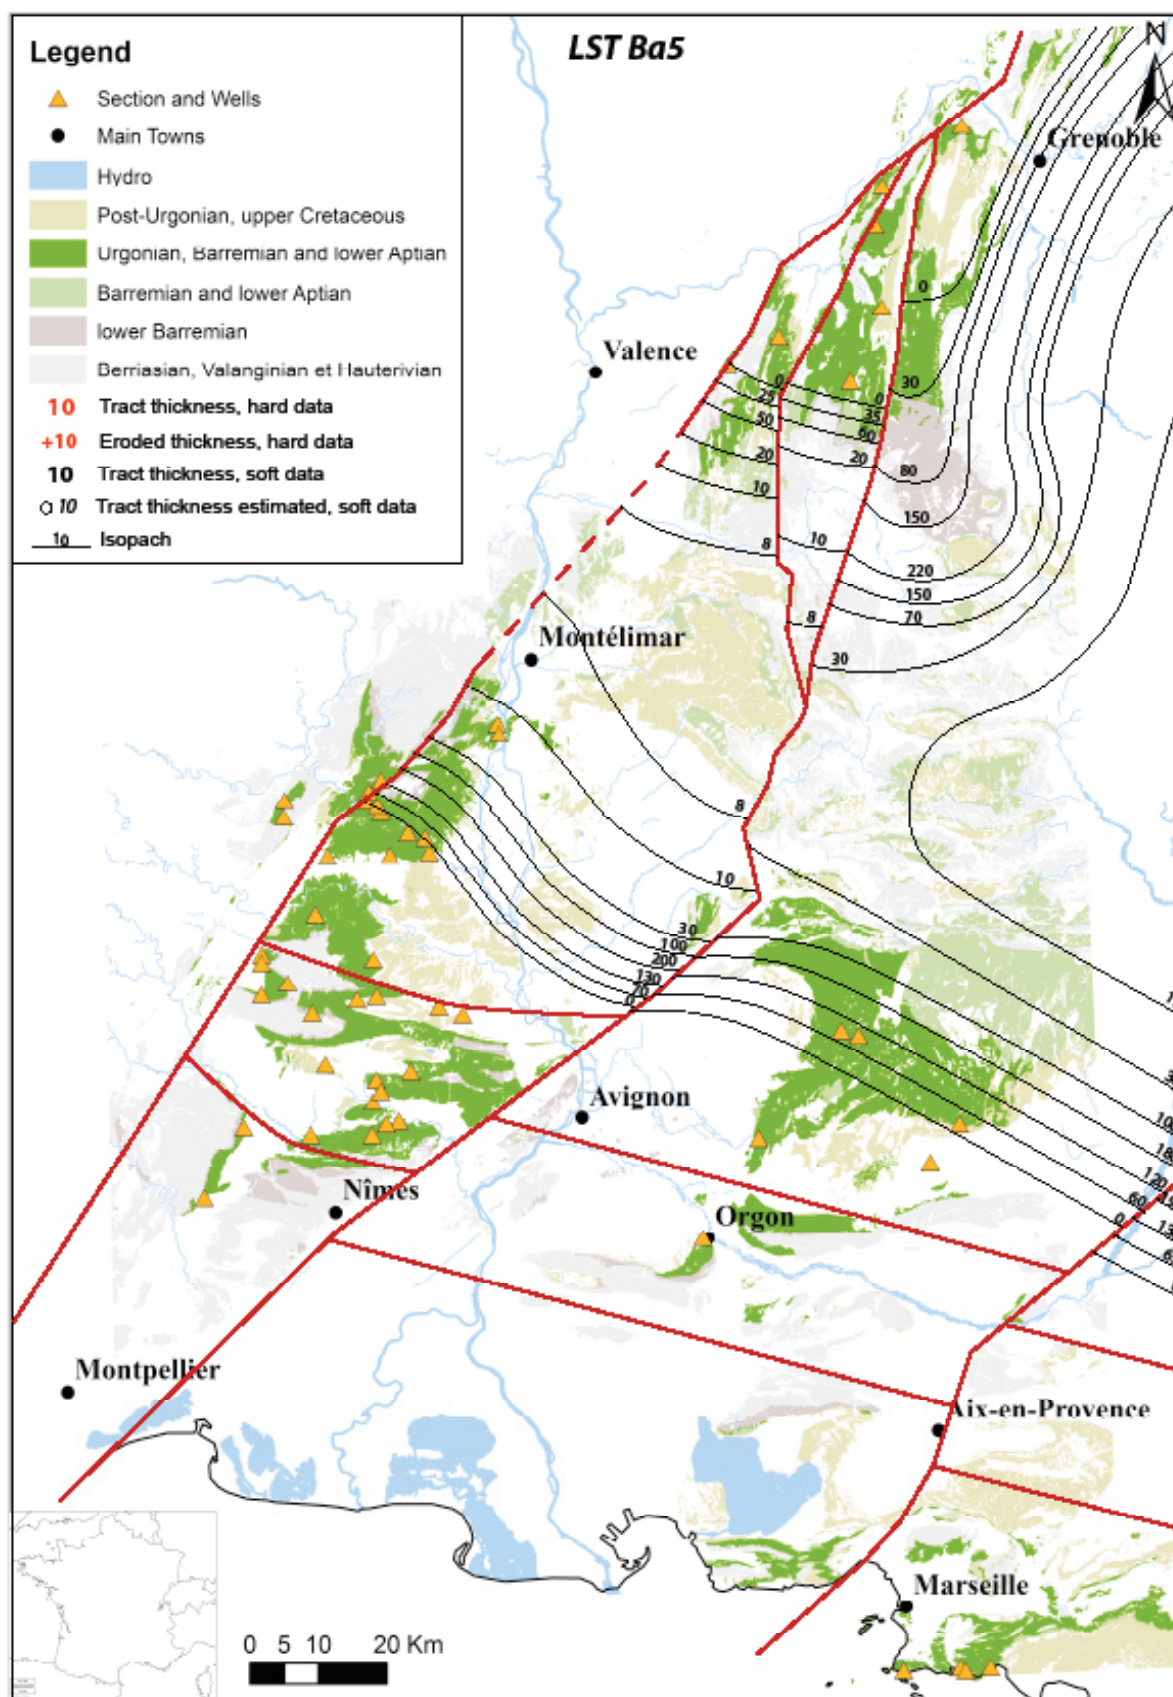 LST Ba5
N
Legend
Section and Wells
Main Towns
Hydro
Post-Urgonian, upper Cretaceous
Urgonian, Barremian and lower Aptian
Barremian and lower Aptian
lower Barremian
Berriasian, Valanginian et Hauterivian
10 Tract thickness, hard data
+10 Eroded thickness, hard data
10 Tract thickness, soft data
10 Tract thickness estimated, soft data
10 Isopach
Grenoble
0
Valence
0
25
50
20
10
8
0
35
60
20
10
8
30
80
150
220
150
70
30
Montélimar
8
10
30
100
200
130
70
0
Avignon
Nîmes
Orgon
100
180
120
60
0
Montpellier
Aix-en-Provence
Marseille
0 5 10 20 Km